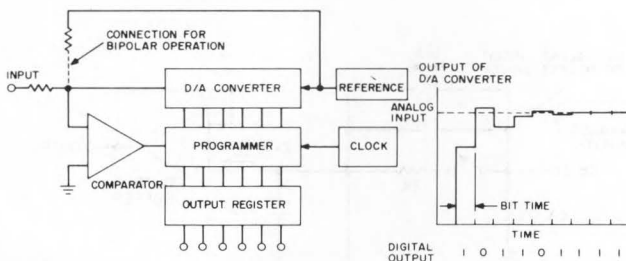 CONNECTION FOR
BIPOLAR OPERATION
INPUT
D/A CONVERTER
REFERENCE
PROGRAMMER
CLOCK
COMPARATOR
OUTPUT REGISTER
OUTPUT OF
D/A CONVERTER
ANALOG
INPUT
BIT TIME
TIME
DIGITAL
OUTPUT
1 0 1 1 0 1 1 1 1